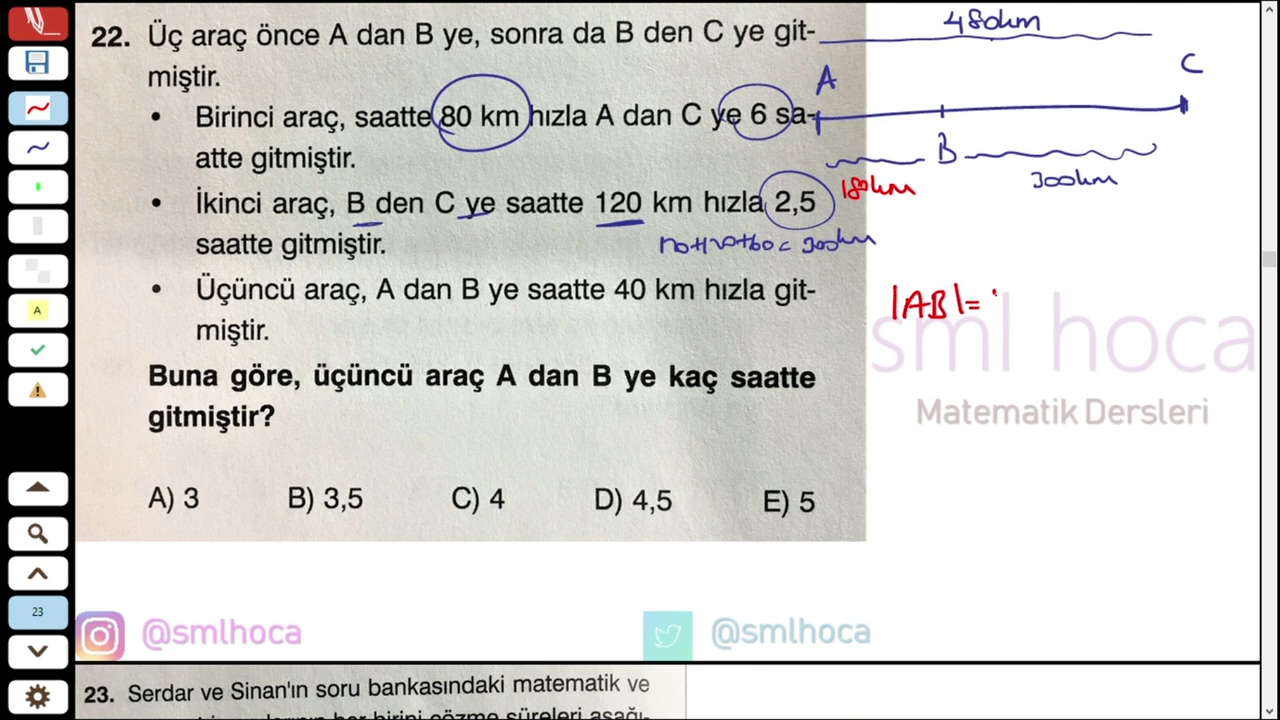 22. Üç araç önce A dan B ye, sonra da B den C ye git-
miştir.
• Birinci araç, saatte 80 km hızla A dan C ye 6 sa-
atte gitmiştir.
• İkinci araç, B den C ye saatte 120 km hızla 2,5
saatte gitmiştir.
• Üçüncü araç, A dan B ye saatte 40 km hızla git-
miştir.
Buna göre, üçüncü araç A dan B ye kaç saatte
gitmiştir?
A) 3 B) 3,5 C) 4 D) 4,5 E) 5
480km
A
C
B
180km
300km
|AB|=
sml hoca
Matematik Dersleri
@smlhoca
@smlhoca
23. Serdar ve Sinan'ın soru bankasındaki matematik ve
A
23